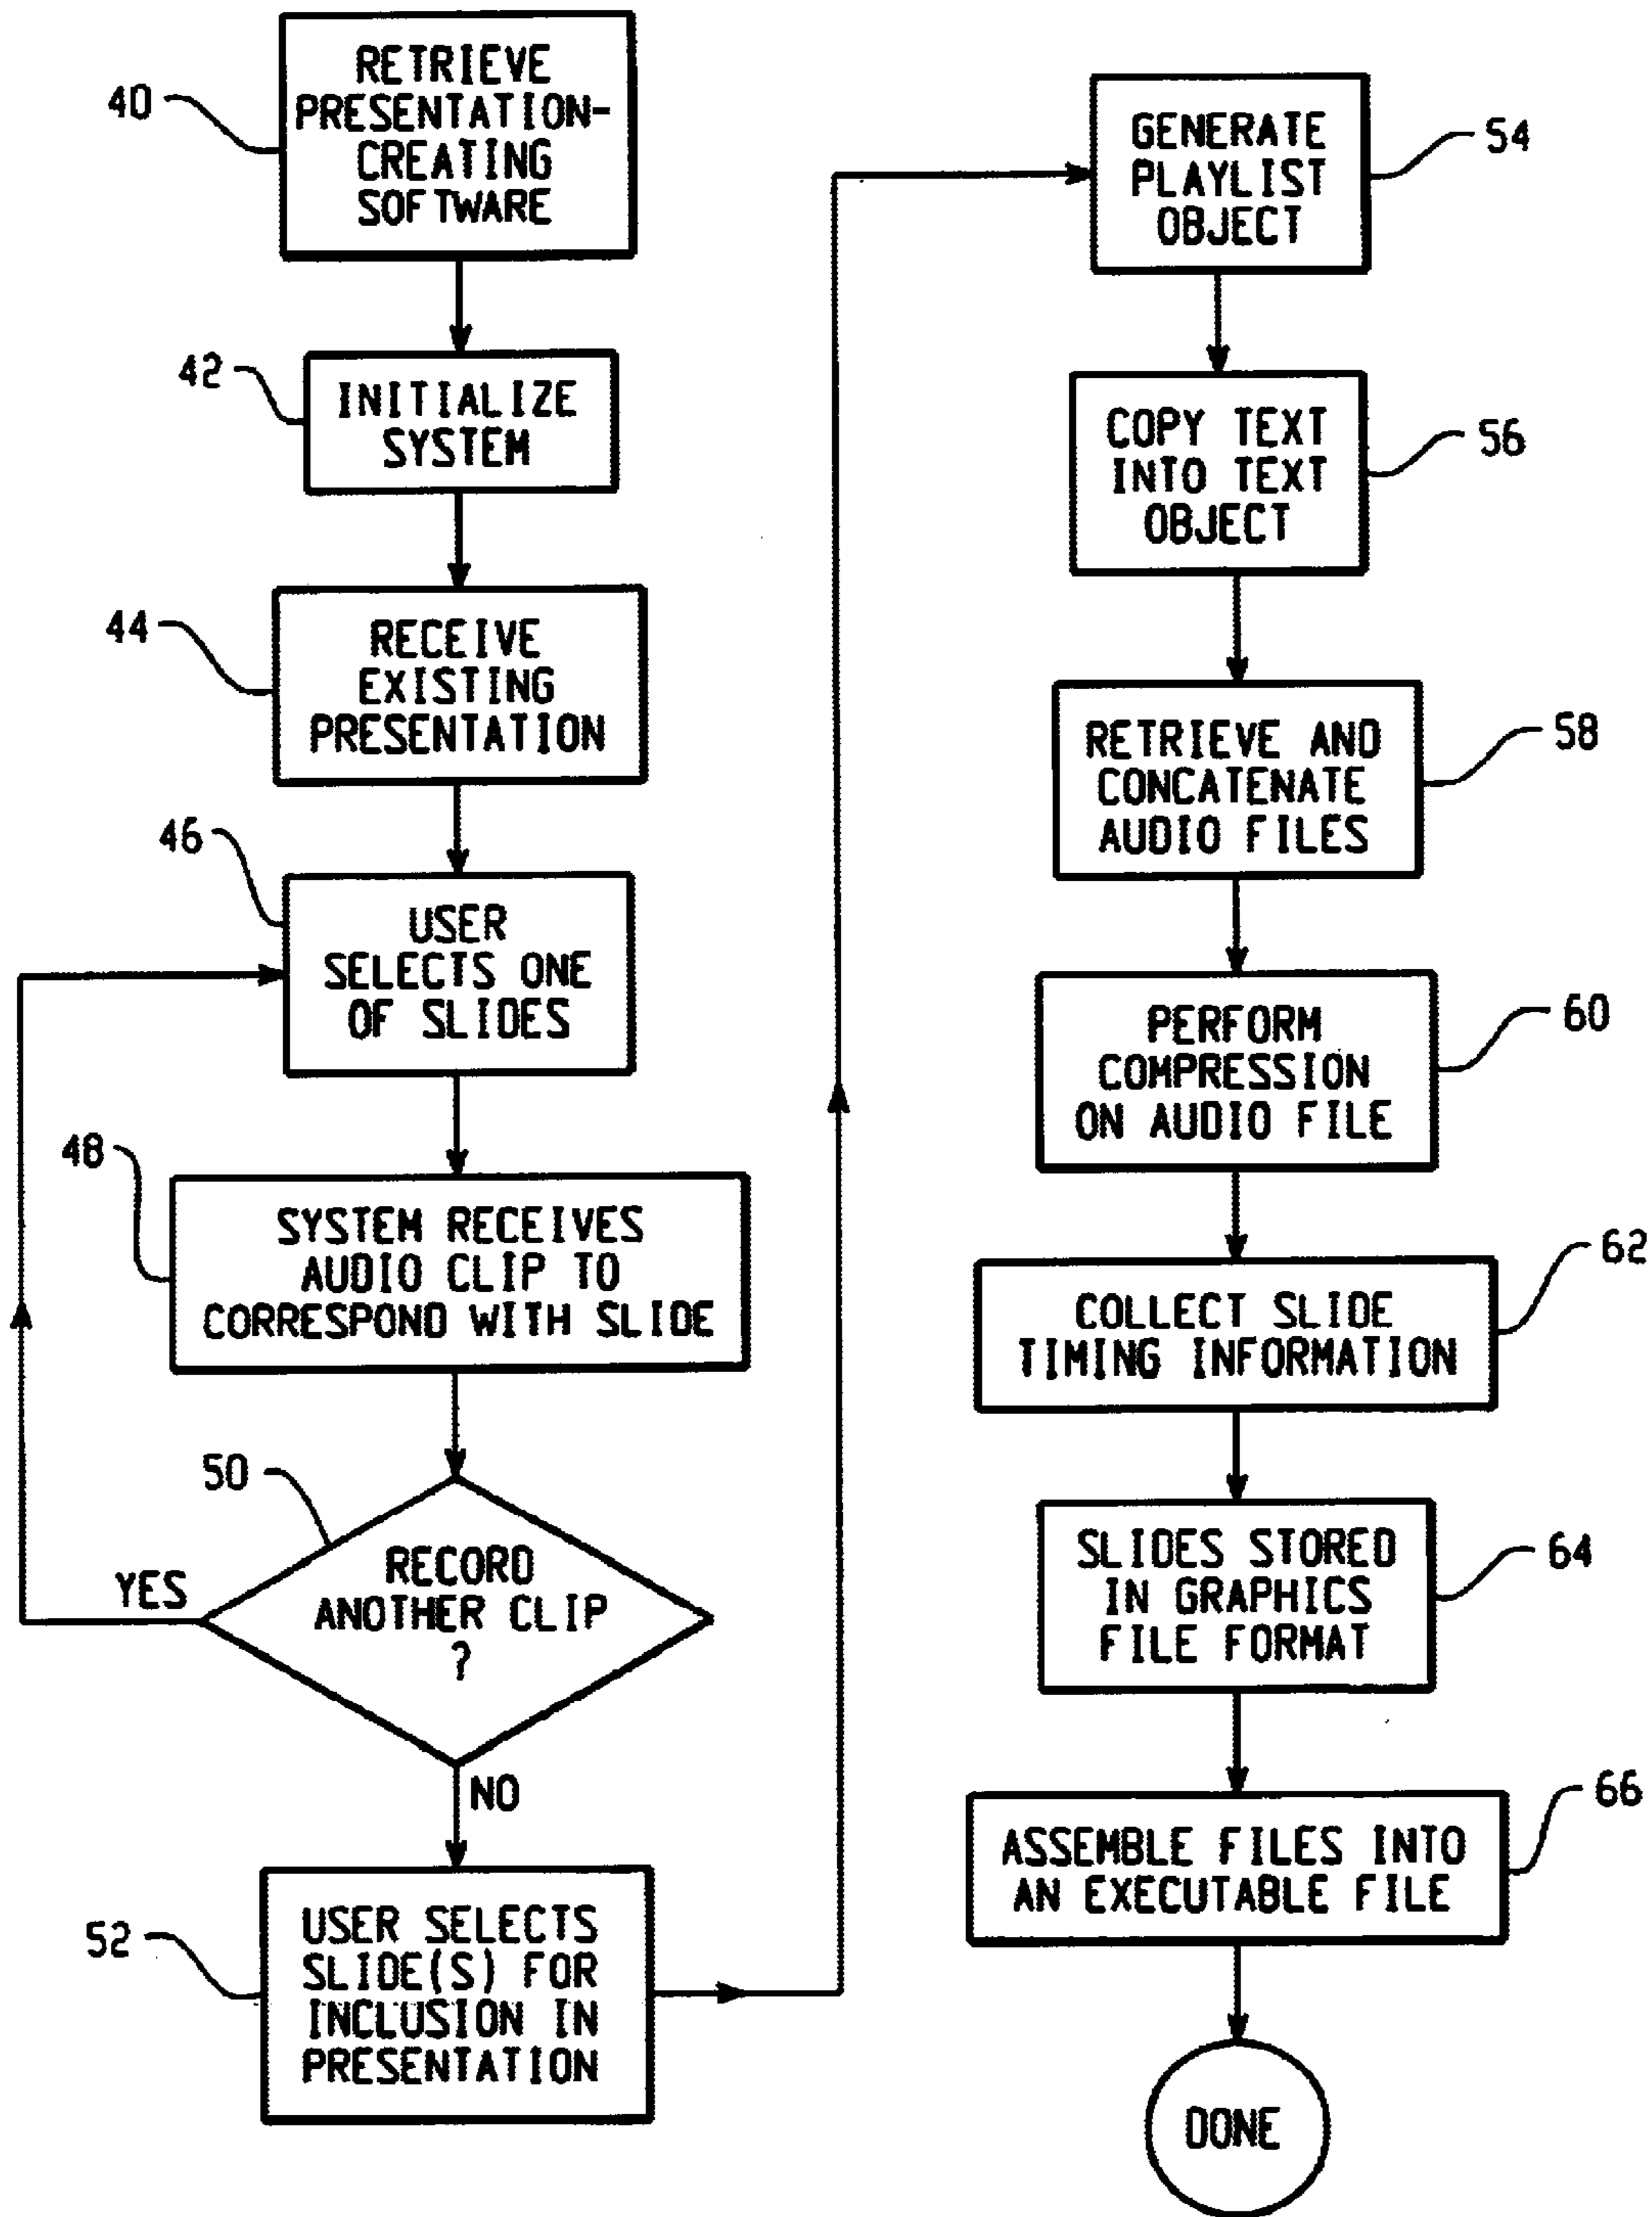 40
RETRIEVE
PRESENTATION-
CREATING
SOFTWARE
42
INITIALIZE
SYSTEM
44
RECEIVE
EXISTING
PRESENTATION
46
USER
SELECTS ONE
OF SLIDES
48
SYSTEM RECEIVES
AUDIO CLIP TO
CORRESPOND WITH SLIDE
50
RECORD
ANOTHER CLIP
?
YES
NO
52
USER SELECTS
SLIDE(S) FOR
INCLUSION IN
PRESENTATION
GENERATE
PLAYLIST
OBJECT
54
COPY TEXT
INTO TEXT
OBJECT
56
RETRIEVE AND
CONCATENATE
AUDIO FILES
58
PERFORM
COMPRESSION
ON AUDIO FILE
60
COLLECT SLIDE
TIMING INFORMATION
62
SLIDES STORED
IN GRAPHICS
FILE FORMAT
64
ASSEMBLE FILES INTO
AN EXECUTABLE FILE
66
DONE